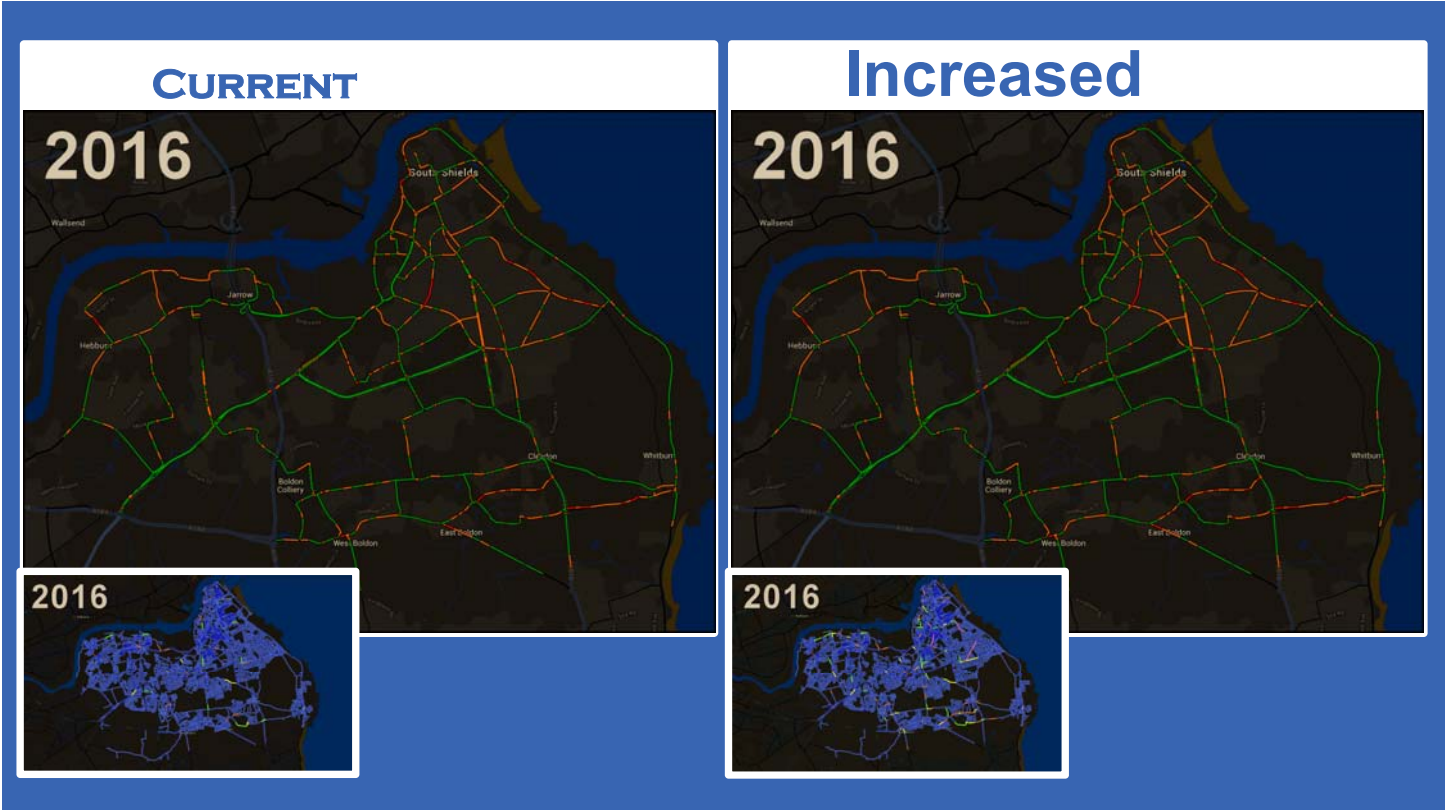 CURRENT
Increased
2016
South Shields
Wallsend
Jarrow
Hebburn
Cleadon
Whitburn
Boldon
Colliery
East Boldon
West Boldon
2016
2016
South Shields
Wallsend
Jarrow
Hebburn
Cleadon
Whitburn
Boldon
Colliery
East Boldon
West Boldon
2016